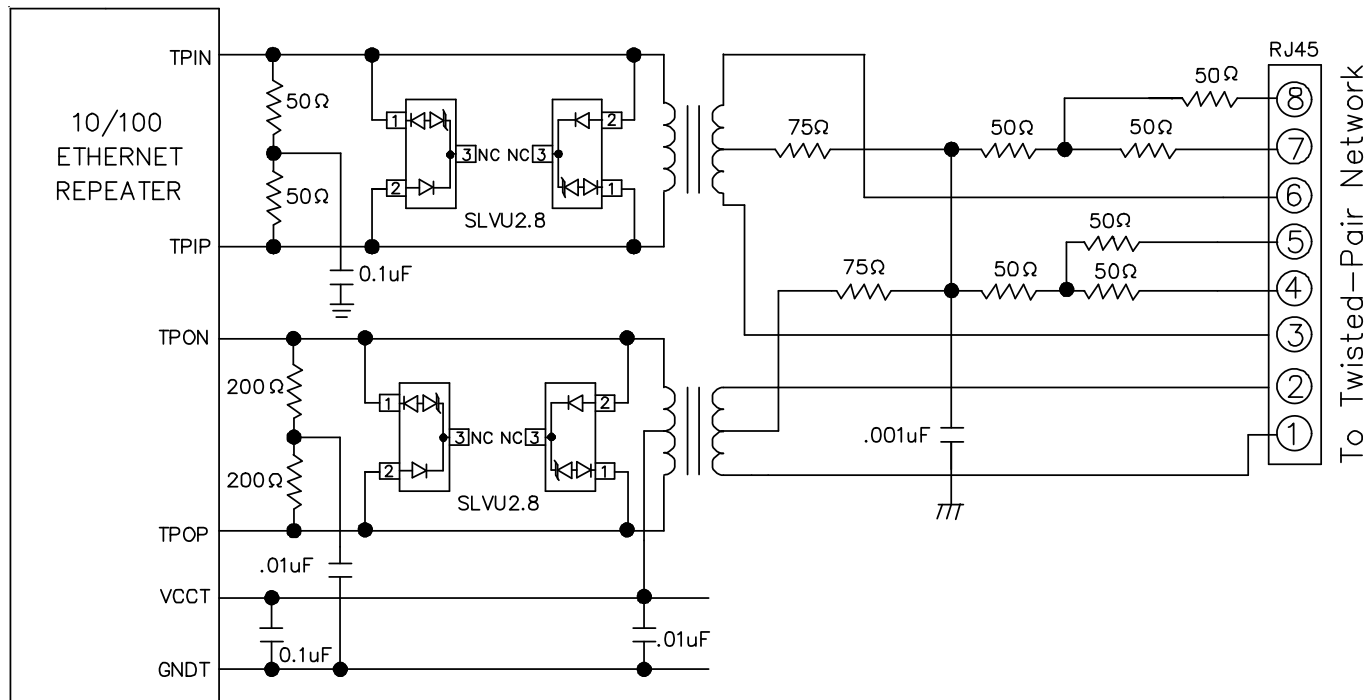 10/100
ETHERNET
REPEATER
TPIN
50Ω
50Ω
TPIP
0.1uF
1
2
3 NC
NC 3
2
1
SLVU2.8
TPON
200Ω
200Ω
TPOP
.01uF
VCCT
0.1uF
GNDT
1
2
3 NC
NC 3
2
1
SLVU2.8
.01uF
75Ω
50Ω
50Ω
50Ω
75Ω
50Ω
50Ω
50Ω
.001uF
RJ45
8
7
6
5
4
3
2
1
To Twisted–Pair Network